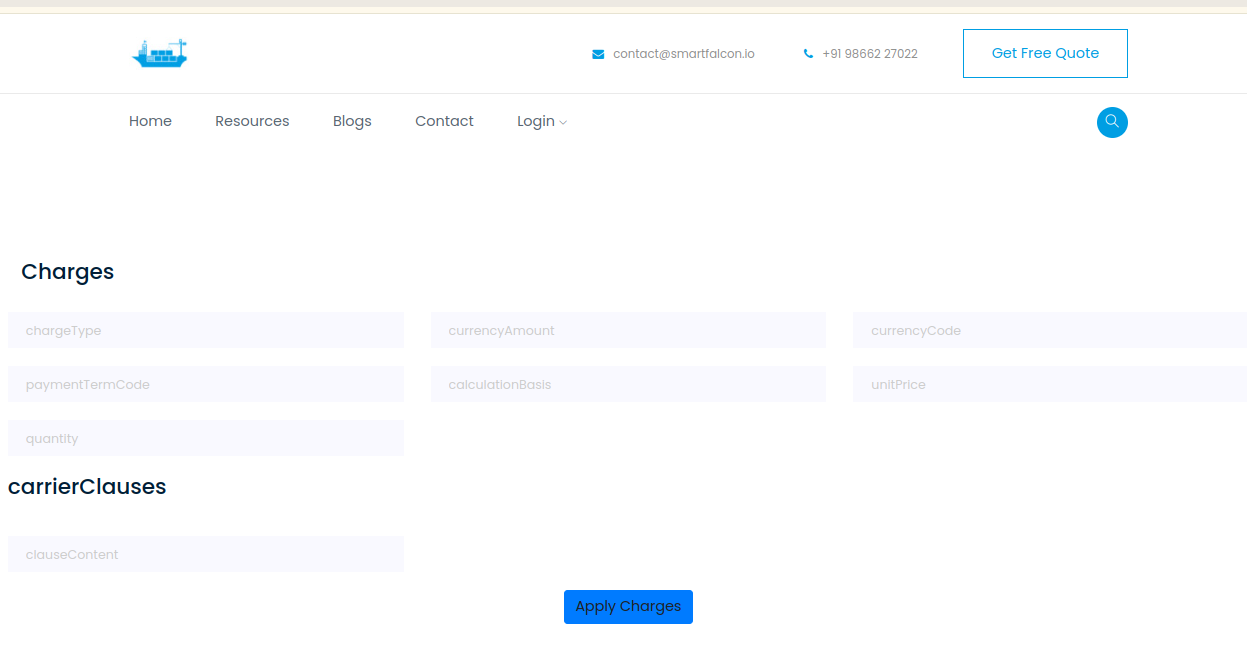 contact@smartfalcon.io +91 98662 27022 Get Free Quote
Home Resources Blogs Contact Login
Charges
chargeType currencyAmount currencyCode
paymentTermCode calculationBasis unitPrice
quantity
carrierClauses
clauseContent
Apply Charges